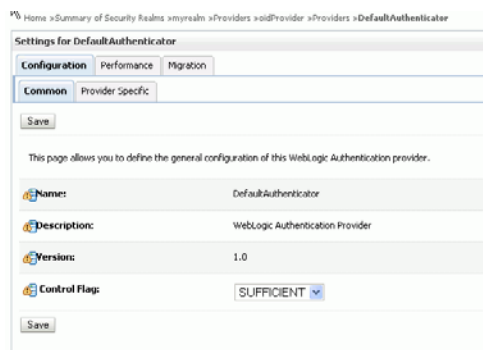 Home »Summary of Security Realms »myrealm »Providers »oidProvider »Providers »DefaultAuthenticator
Settings for DefaultAuthenticator
Configuration Performance Migration
Common Provider Specific
Save
This page allows you to define the general configuration of this WebLogic Authentication provider.
Name: DefaultAuthenticator
Description: WebLogic Authentication Provider
Version: 1.0
Control Flag: SUFFICIENT
Save